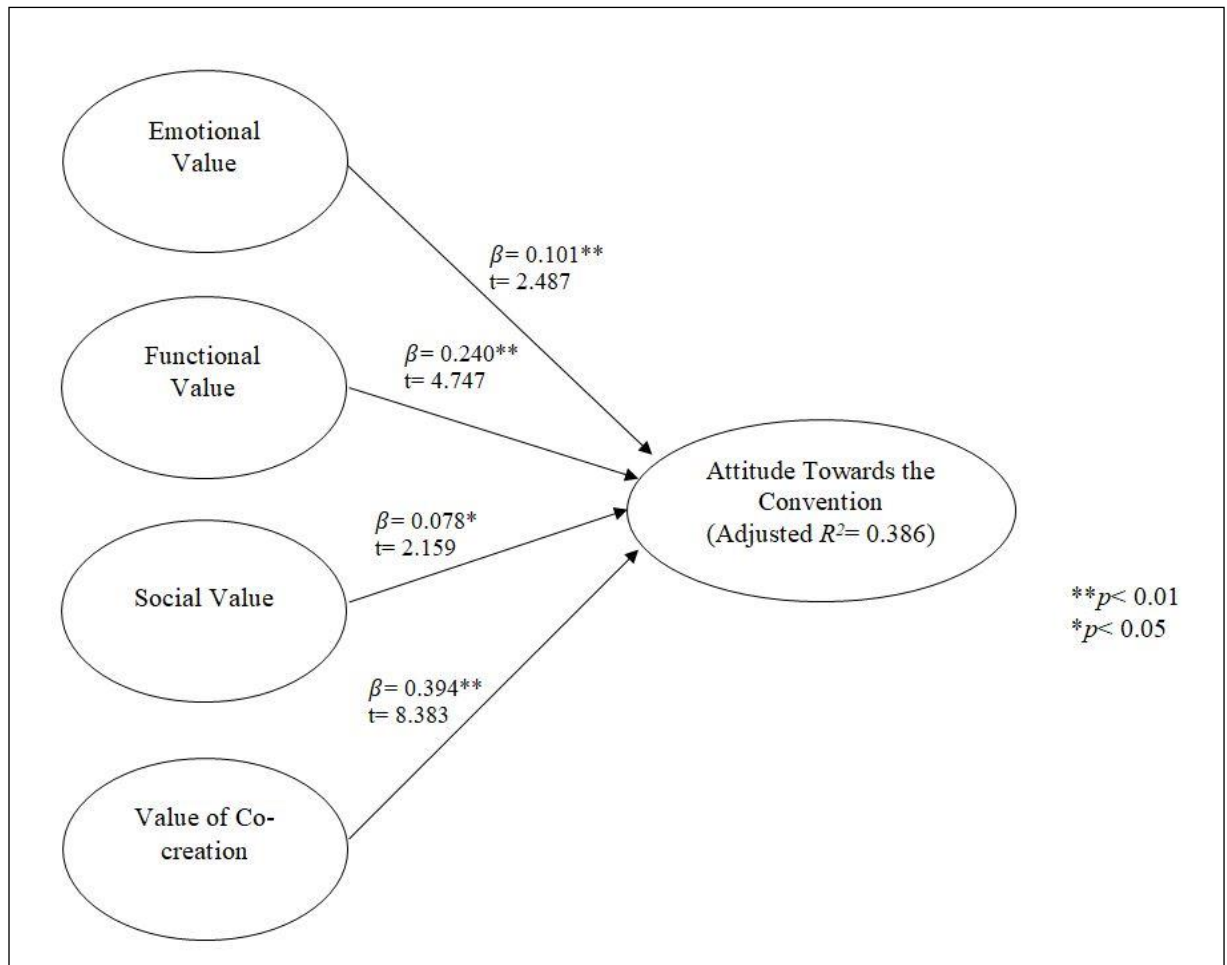 Emotional
Value
β= 0.101**
t= 2.487
Functional
Value
β= 0.240**
t= 4.747
Attitude Towards the
Convention
(Adjusted R²= 0.386)
β= 0.078*
t= 2.159
Social Value
**p< 0.01
*p< 0.05
β= 0.394**
t= 8.383
Value of Co-
creation